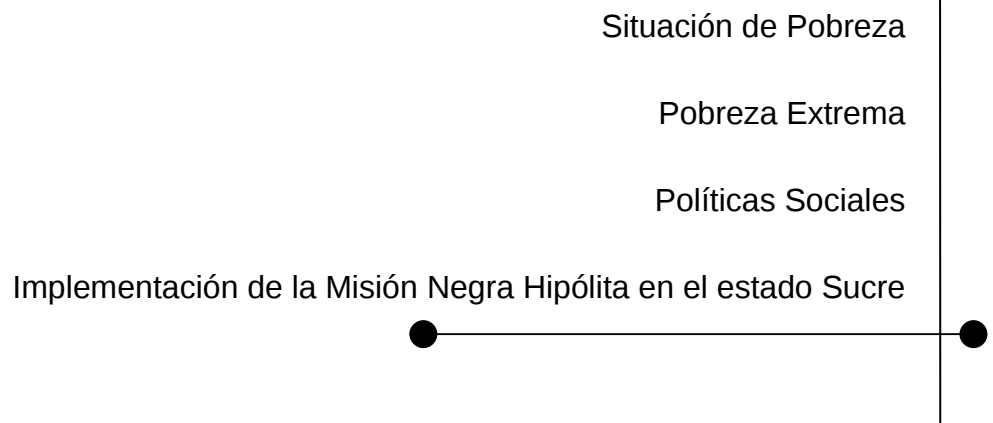 Situación de Pobreza
Pobreza Extrema
Políticas Sociales
Implementación de la Misión Negra Hipólita en el estado Sucre